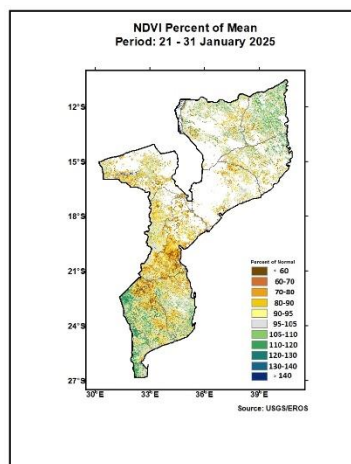 NDVI Percent of Mean
Period: 21 - 31 January 2025
12°S
15°S
18°S
21°S
24°S
27°S
30°E
33°E
36°E
39°E
Percent of Normal
< 60
60-70
70-80
80-90
90-95
95-105
105-110
110-120
120-130
130-140
Source: USGS/EROS